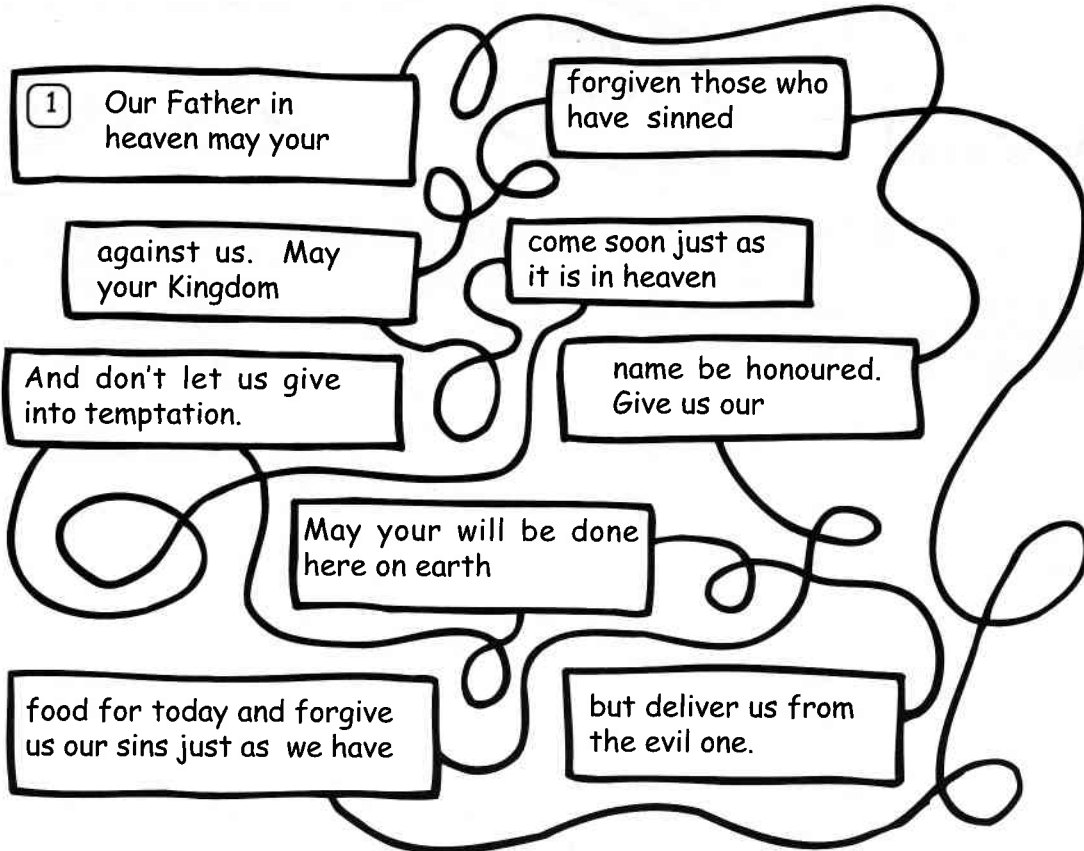 1
Our Father in
heaven may your
forgiven those who
have sinned
against us. May
your Kingdom
come soon just as
it is in heaven
And don't let us give
into temptation.
name be honoured.
Give us our
May your will be done
here on earth
food for today and forgive
us our sins just as we have
but deliver us from
the evil one.